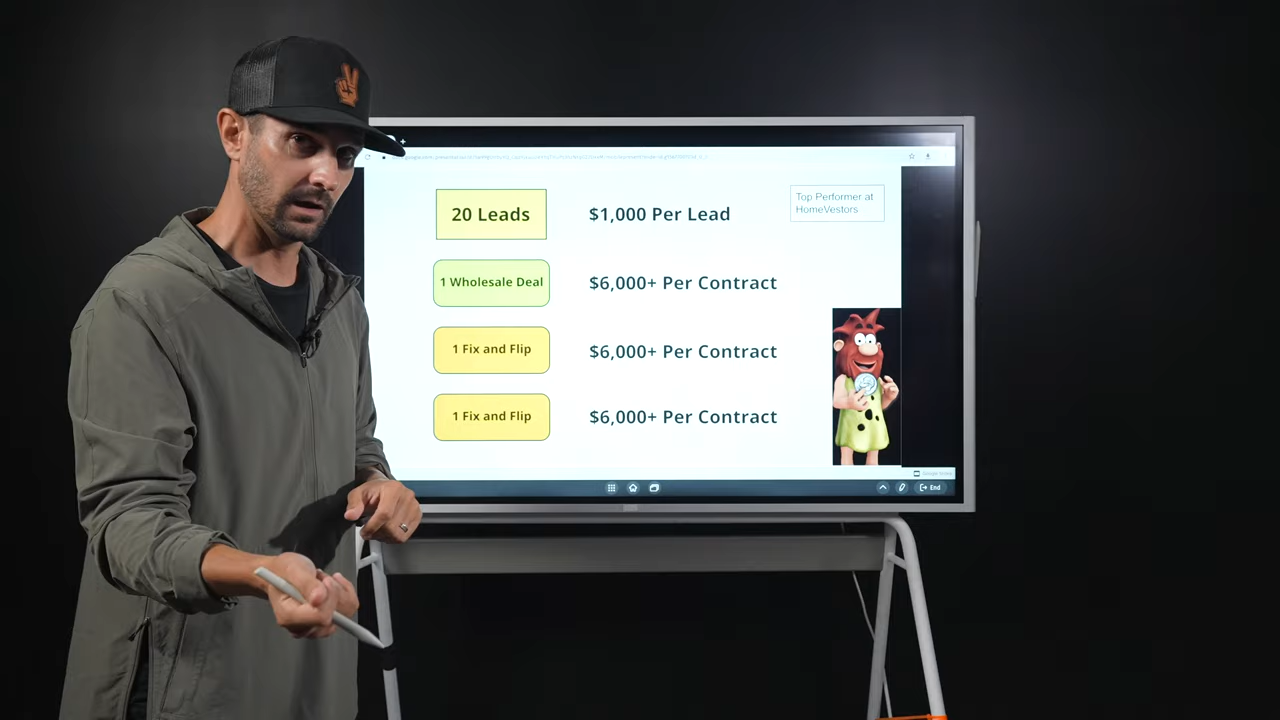 20 Leads
$1,000 Per Lead
Top Performer at
HomeVestors
1 Wholesale Deal
$6,000+ Per Contract
1 Fix and Flip
$6,000+ Per Contract
1 Fix and Flip
$6,000+ Per Contract
End